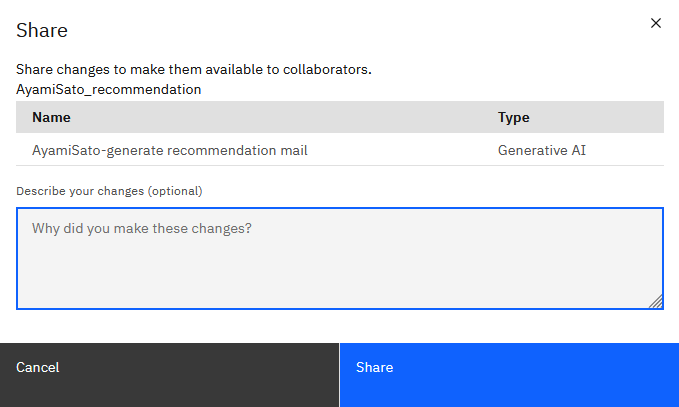 Share
Share changes to make them available to collaborators.
AyamiSato_recommendation
Name Type
AyamiSato-generate recommendation mail Generative AI
Describe your changes (optional)
Why did you make these changes?
Cancel Share